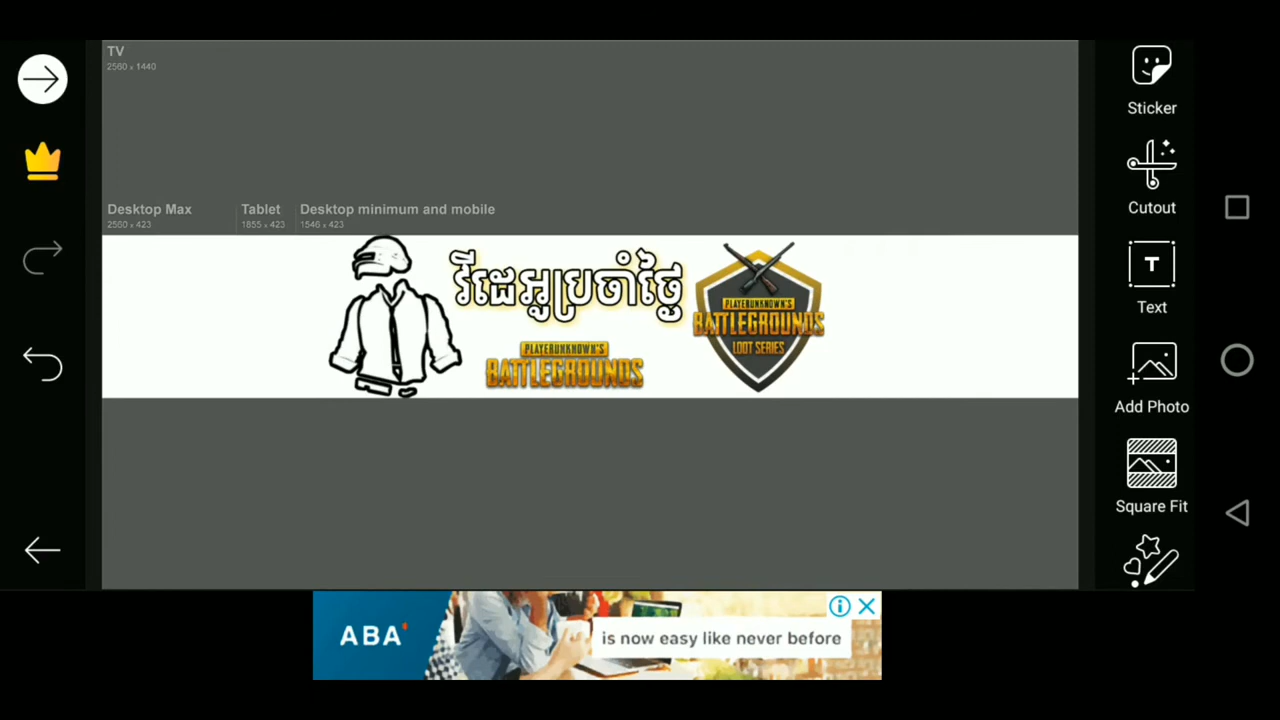 TV
2560 x 1440
Sticker
Cutout
Desktop Max
Tablet
Desktop minimum and mobile
2560 x 423
1855 x 423
1546 x 423
វីដេអូប្រចាំថ្ងៃ
PLAYERUNKNOWN'S
BATTLEGROUNDS
PLAYERUNKNOWN'S
BATTLEGROUNDS
LOOT SERIES
T
Text
Add Photo
Square Fit
ABA'
is now easy like never before